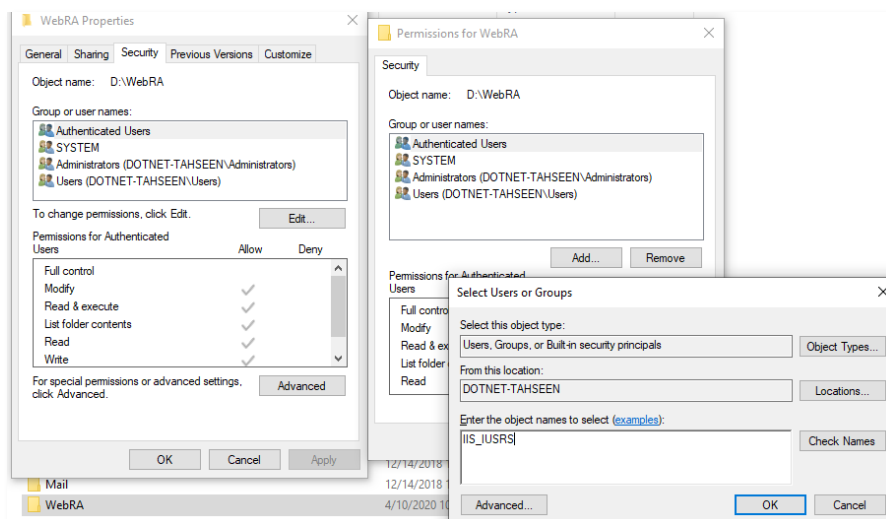 WebRA Properties
General Sharing Security Previous Versions Customize
Object name: D:\WebRA
Group or user names:
Authenticated Users
SYSTEM
Administrators (DOTNET-TAHSEEN\Administrators)
Users (DOTNET-TAHSEEN\Users)
To change permissions, click Edit.
Edit...
Permissions for Authenticated
Users Allow Deny
Full control
Modify
Read & execute
List folder contents
Read
Write
For special permissions or advanced settings,
click Advanced.
Advanced
OK Cancel Apply
Permissions for WebRA
Security
Object name: D:\WebRA
Group or user names:
Authenticated Users
SYSTEM
Administrators (DOTNET-TAHSEEN\Administrators)
Users (DOTNET-TAHSEEN\Users)
Add... Remove
Permissions for Authenticated
Users
Full contro
Modify
Read & ex
List folder
Read
Select Users or Groups
Select this object type:
Users, Groups, or Built-in security principals
Object Types...
From this location:
DOTNET-TAHSEEN
Locations...
Enter the object names to select (examples):
IIS_IUSRS
Check Names
Advanced...
OK Cancel
12/14/2018 1
Mail 12/14/2018 1
WebRA 4/10/2020 10